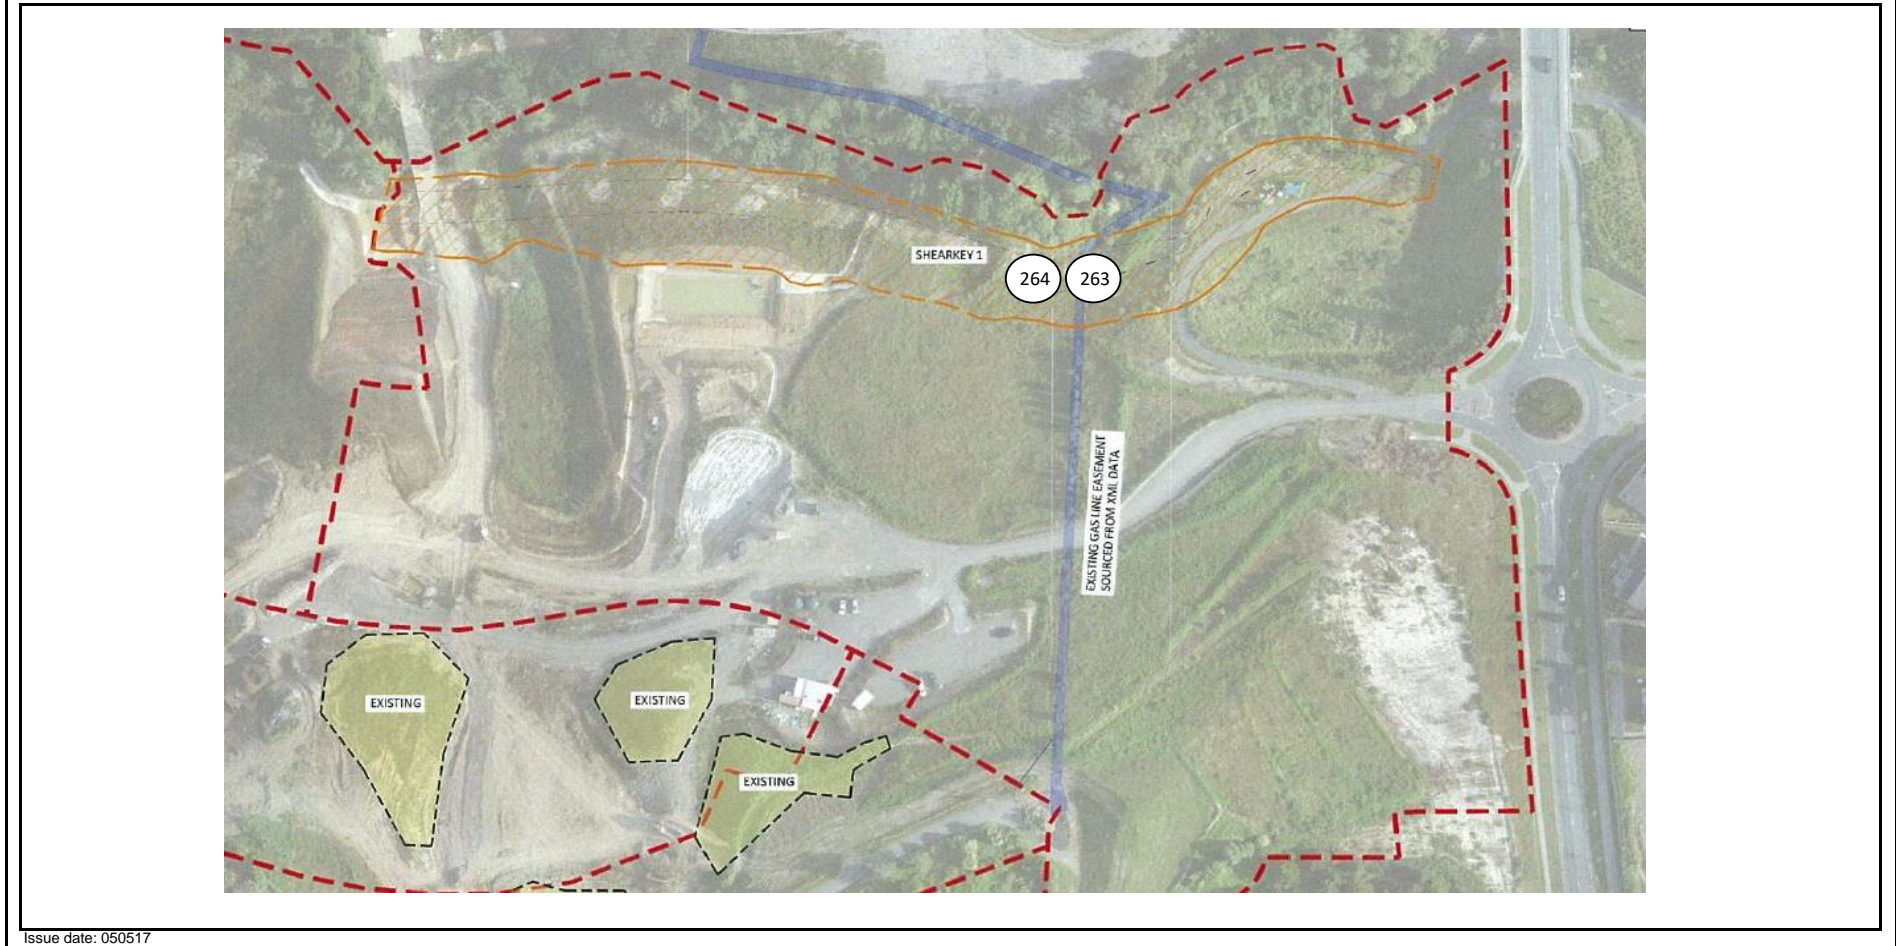 SHEARKEY 1
264
263
EXISTING GAS LINE EASEMENT
SOURCED FROM XML DATA
EXISTING
EXISTING
EXISTING
Issue date: 050517